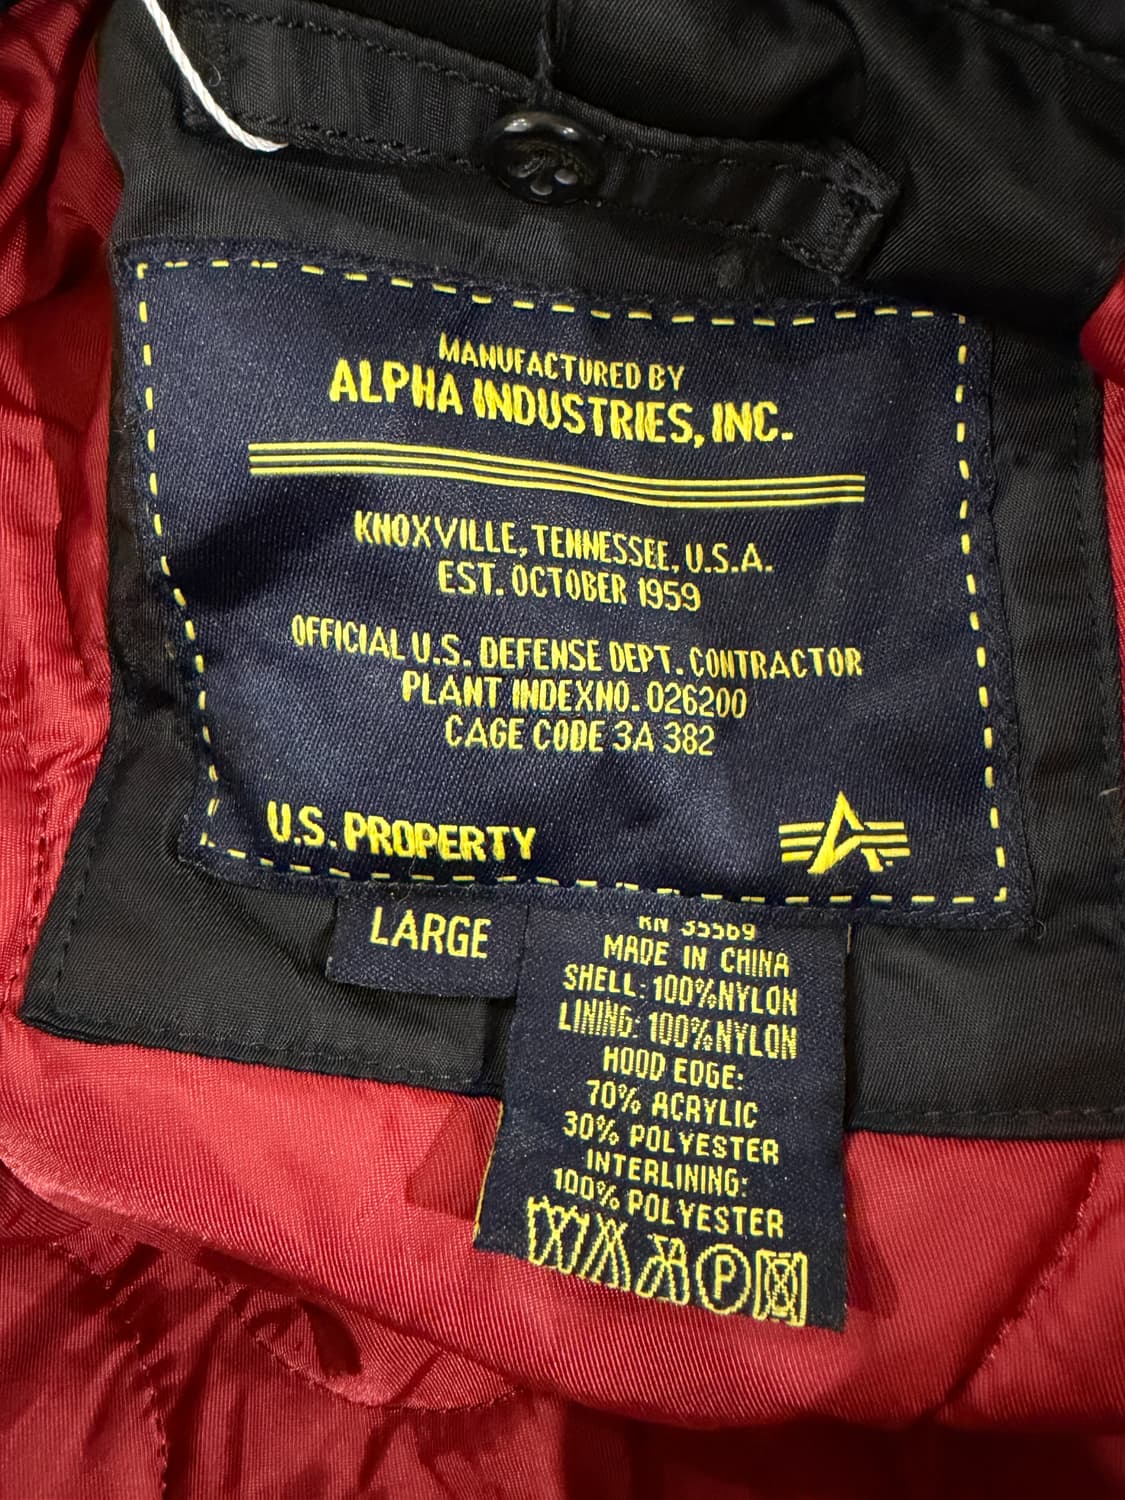 MANUFACTURED BY
ALPHA INDUSTRIES, INC.
KNOXVILLE, TENNESSEE, U.S.A.
EST. OCTOBER 1959
OFFICIAL U.S. DEFENSE DEPT. CONTRACTOR
PLANT INDEXNO. 026200
CAGE CODE 3A 382
U.S. PROPERTY
LARGE
RN 35569
MADE IN CHINA
SHELL: 100%NYLON
LINING: 100%NYLON
HOOD EDGE:
70% ACRYLIC
30% POLYESTER
INTERLINING:
100% POLYESTER
P